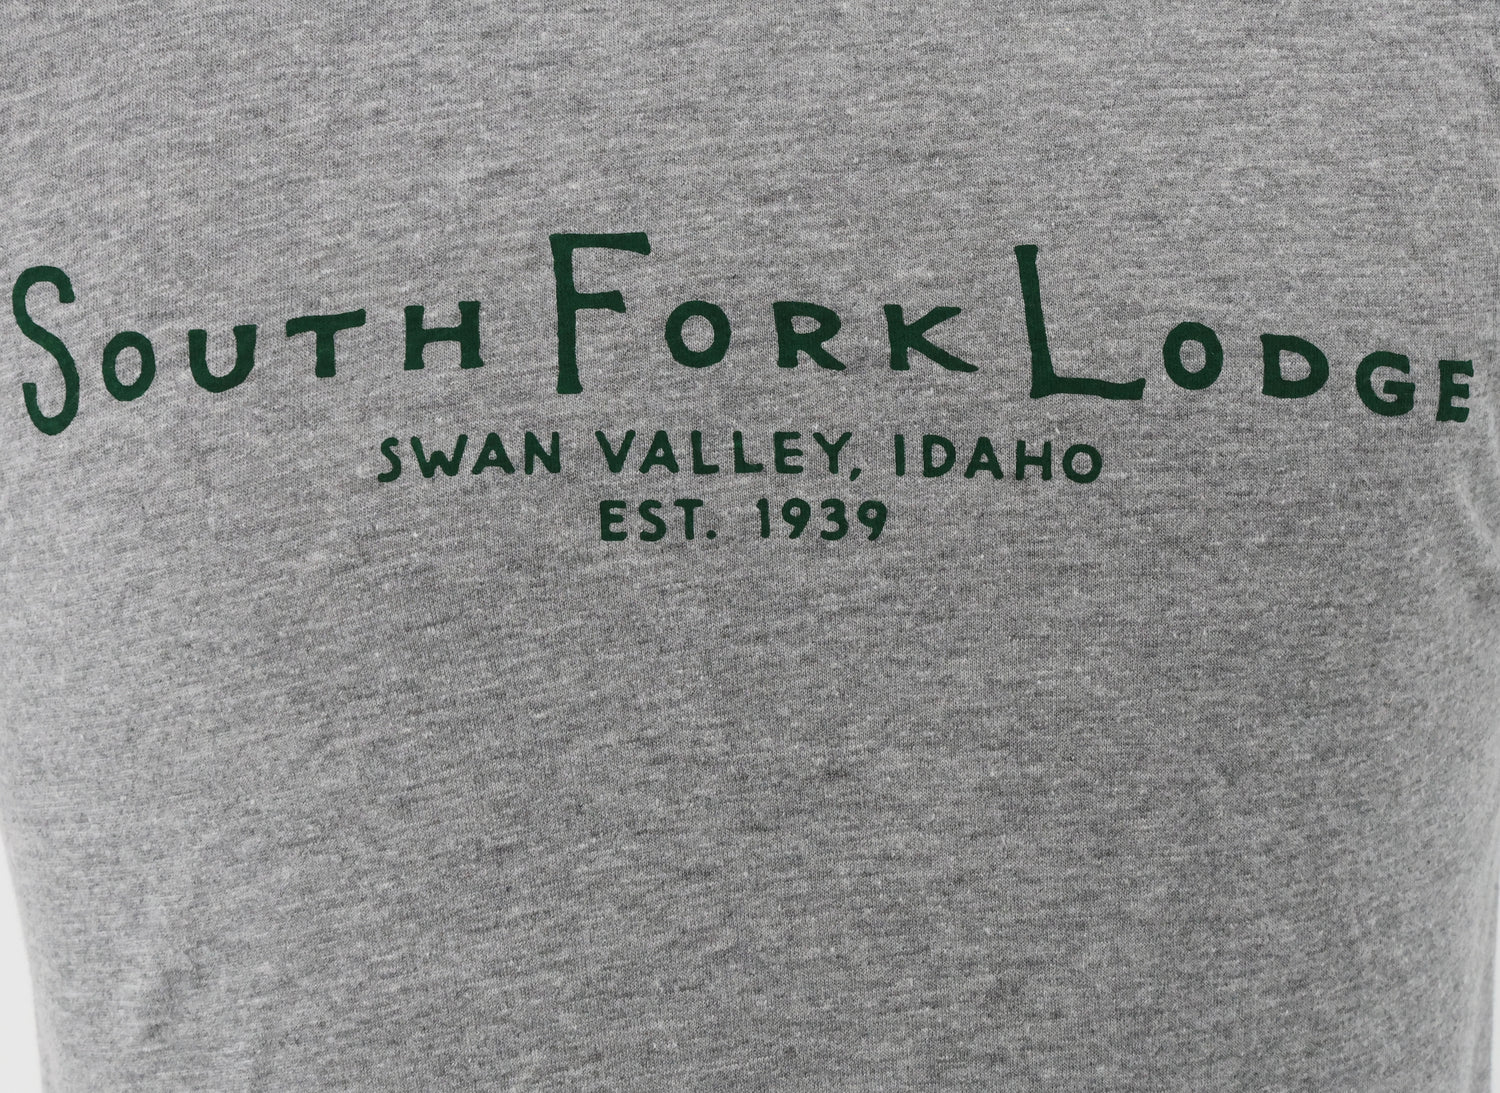 SOUTH FORK LODGE
SWAN VALLEY, IDAHO
EST. 1939